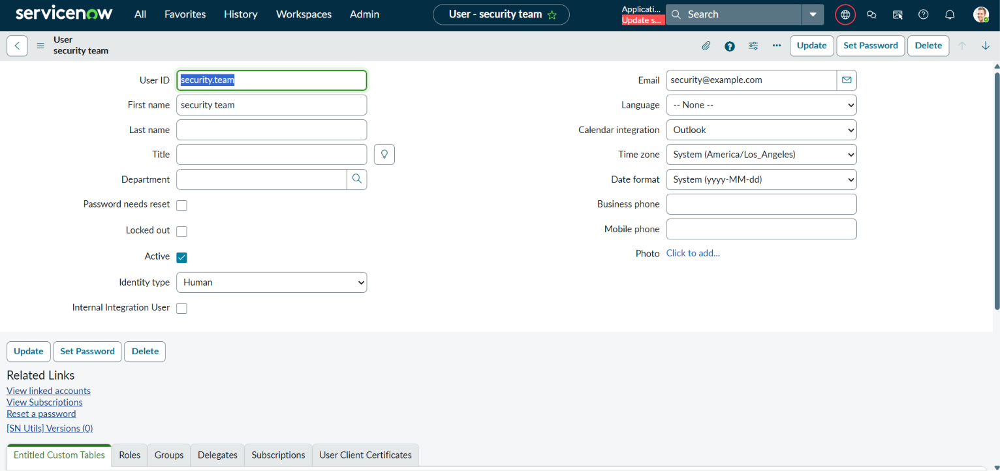 servicenow All Favorites History Workspaces Admin User - security team Applicati... Search
Update s...
User
security team
Update Set Password Delete
User ID security.team
First name security team
Last name
Title
Department
Password needs reset
Locked out
Active
Identity type Human
Internal Integration User
Email security@example.com
Language -- None --
Calendar integration Outlook
Time zone System (America/Los_Angeles)
Date format System (yyyy-MM-dd)
Business phone
Mobile phone
Photo Click to add...
Update Set Password Delete
Related Links
View linked accounts
View Subscriptions
Reset a password
[SN Utils] Versions (0)
Entitled Custom Tables Roles Groups Delegates Subscriptions User Client Certificates